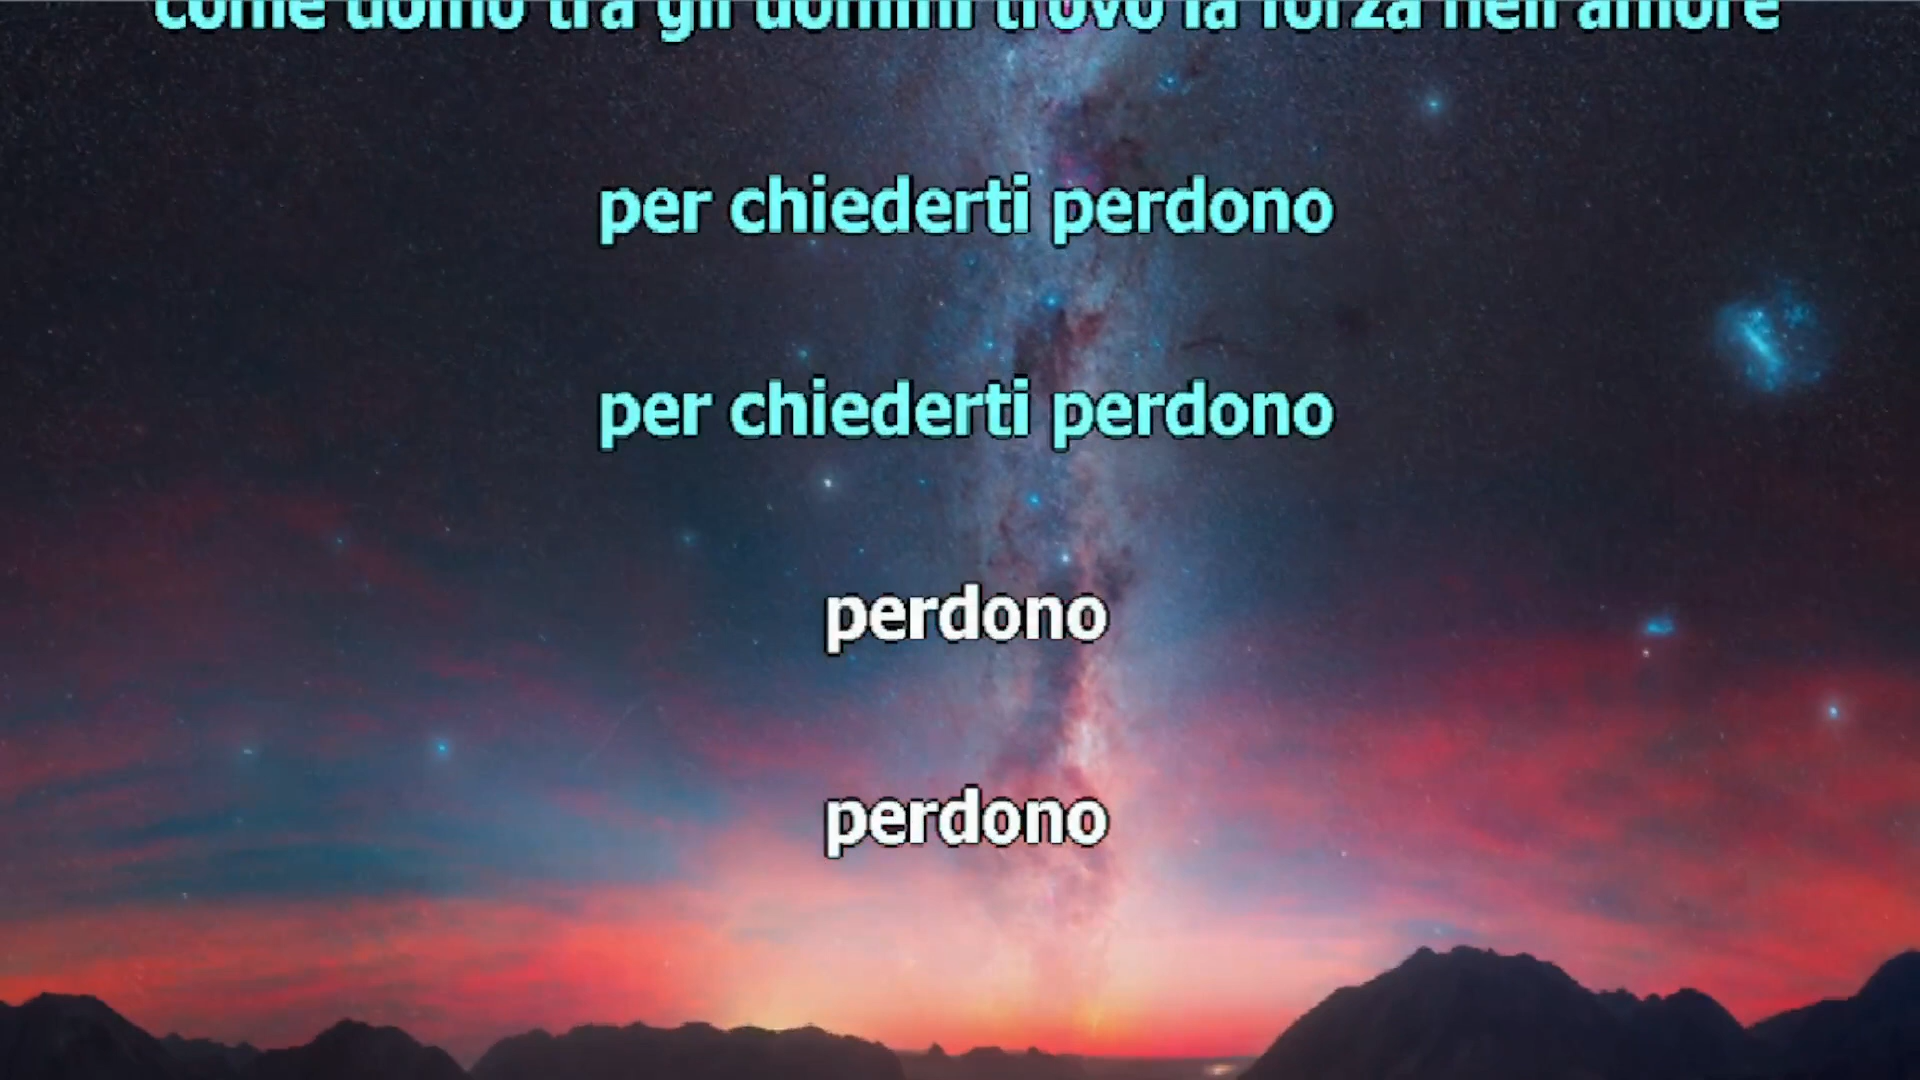 come uomo tra gli uomini trovo la forza nell'amore
per chiederti perdono
per chiederti perdono
perdono
perdono